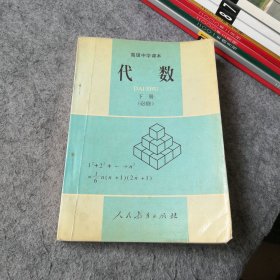 高级中学课本
代数
DAISHU
下册
(必修)
1²+2²+…+n²
=1/6 n(n+1)(2n+1)
人民教育出版社